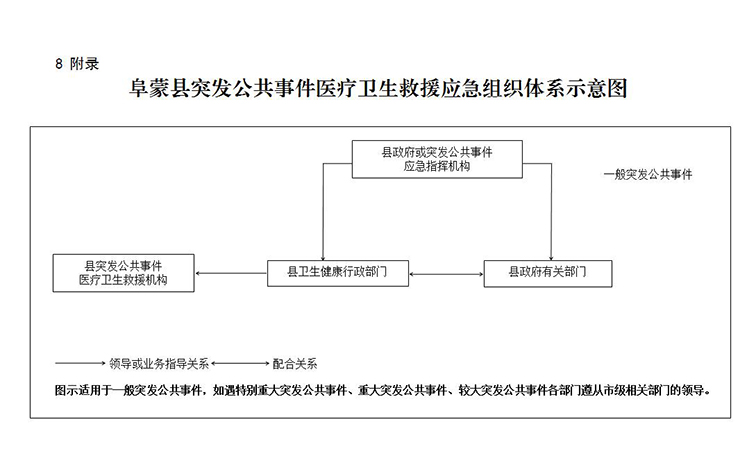 8 附录
阜蒙县突发公共事件医疗卫生救援应急组织体系示意图
县政府或突发公共事件
应急指挥机构
一般突发公共事件
县突发公共事件
医疗卫生救援机构
县卫生健康行政部门
县政府有关部门
领导或业务指导关系
配合关系
图示适用于一般突发公共事件，如遇特别重大突发公共事件、重大突发公共事件、较大突发公共事件各部门遵从市级相关部门的领导。